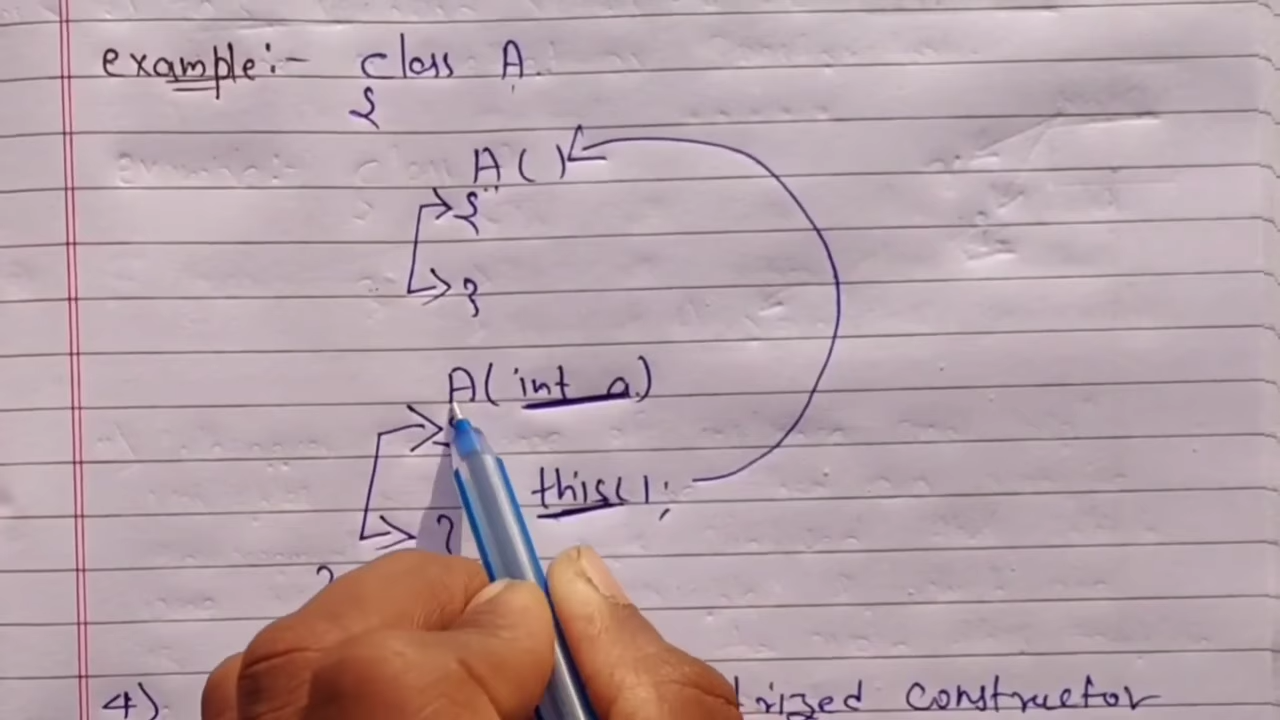 example:- class A
{
A()
{
}
A(int a)
this();
}
4) constructor